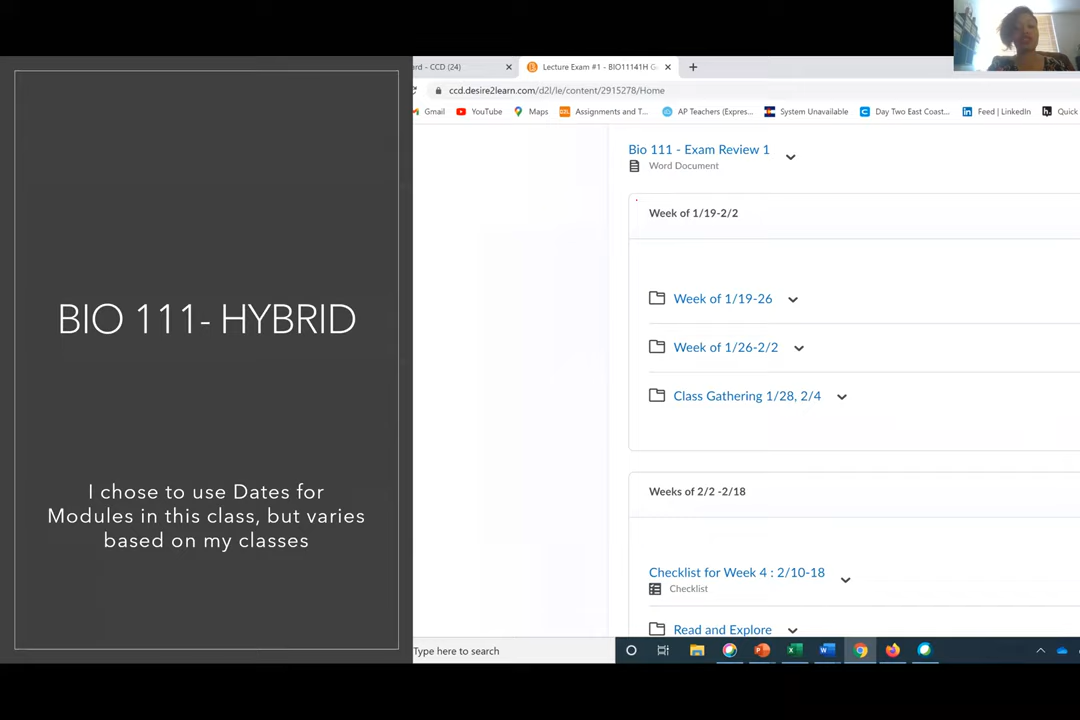 BIO 111- HYBRID
I chose to use Dates for
Modules in this class, but varies
based on my classes
rd - CCD (24)
Lecture Exam #1 - BIO11141H G
ccd.desire2learn.com/d2l/le/content/2915278/Home
Gmail YouTube Maps Assignments and T... AP Teachers (Expres... System Unavailable Day Two East Coast... Feed | LinkedIn Quick
Bio 111 - Exam Review 1
Word Document
Week of 1/19-2/2
Week of 1/19-26
Week of 1/26-2/2
Class Gathering 1/28, 2/4
Weeks of 2/2 -2/18
Checklist for Week 4 : 2/10-18
Checklist
Read and Explore
Type here to search